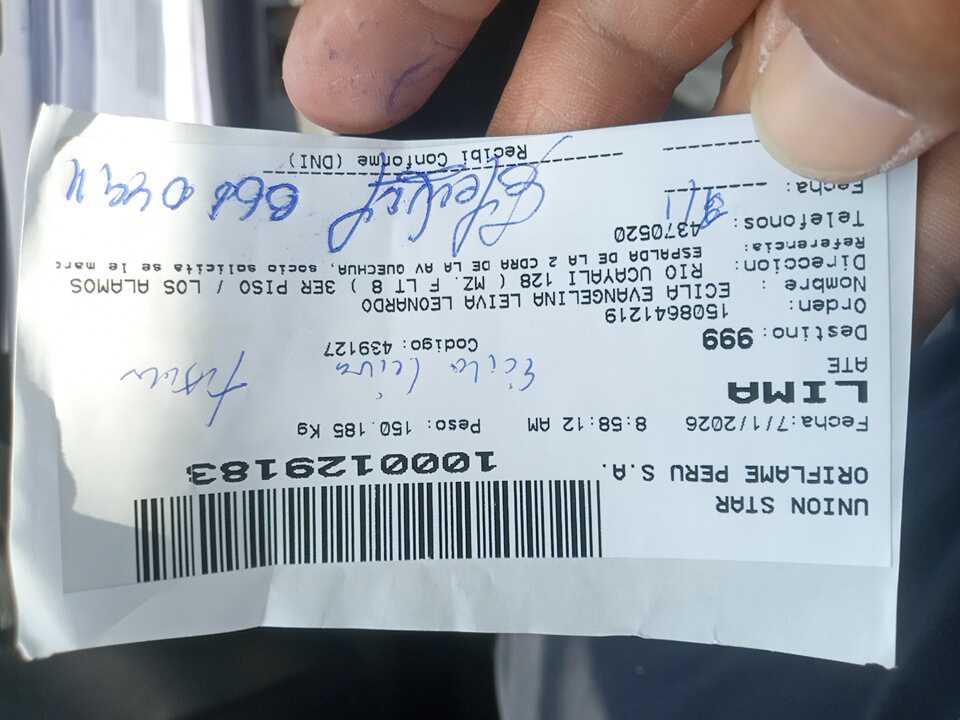 UNION STAR
ORIFLAME PERU S.A.
1000129183
Fecha:7/1/2026 8:58:12 AM Peso: 150.185 Kg
LIMA
ATE
Ecila Leiva
Destino: 999 Codigo: 439127
Orden: 1508641219
Nombre : ECILA EVANGELINA LEIVA LEONARDO
Direccion: RIO UCAYALI 128 ( MZ. F LT 8 ) 3ER PISO / LOS ALAMOS
Referencia: ESPALDA DE LA 2 CDRA DE LA AV QUECHUA, socio solicita se le marc
Telefonos: 4370520
Fecha:
Recibi Conforme (DNI)